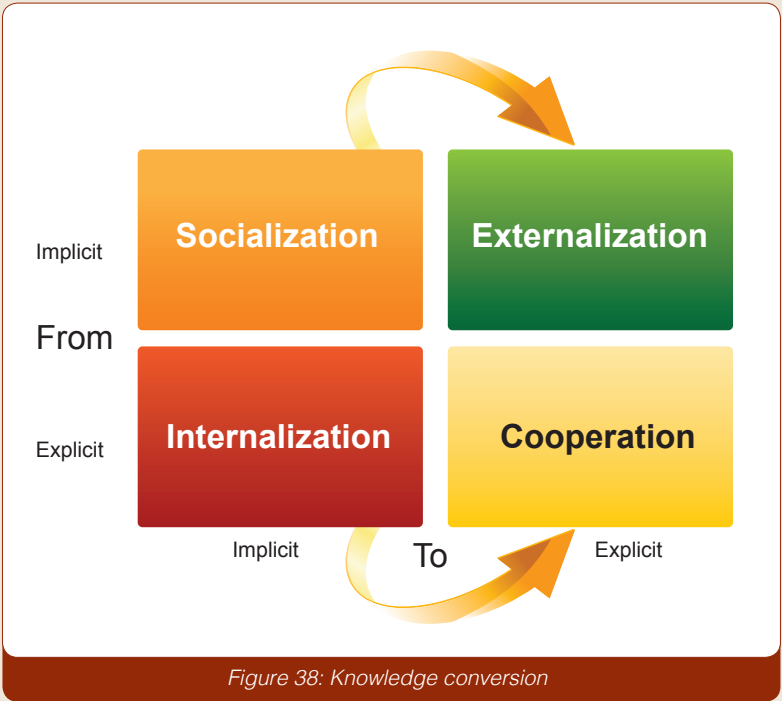 Socialization
Externalization
Implicit
From
Internalization
Cooperation
Explicit
Implicit
To
Explicit
Figure 38: Knowledge conversion